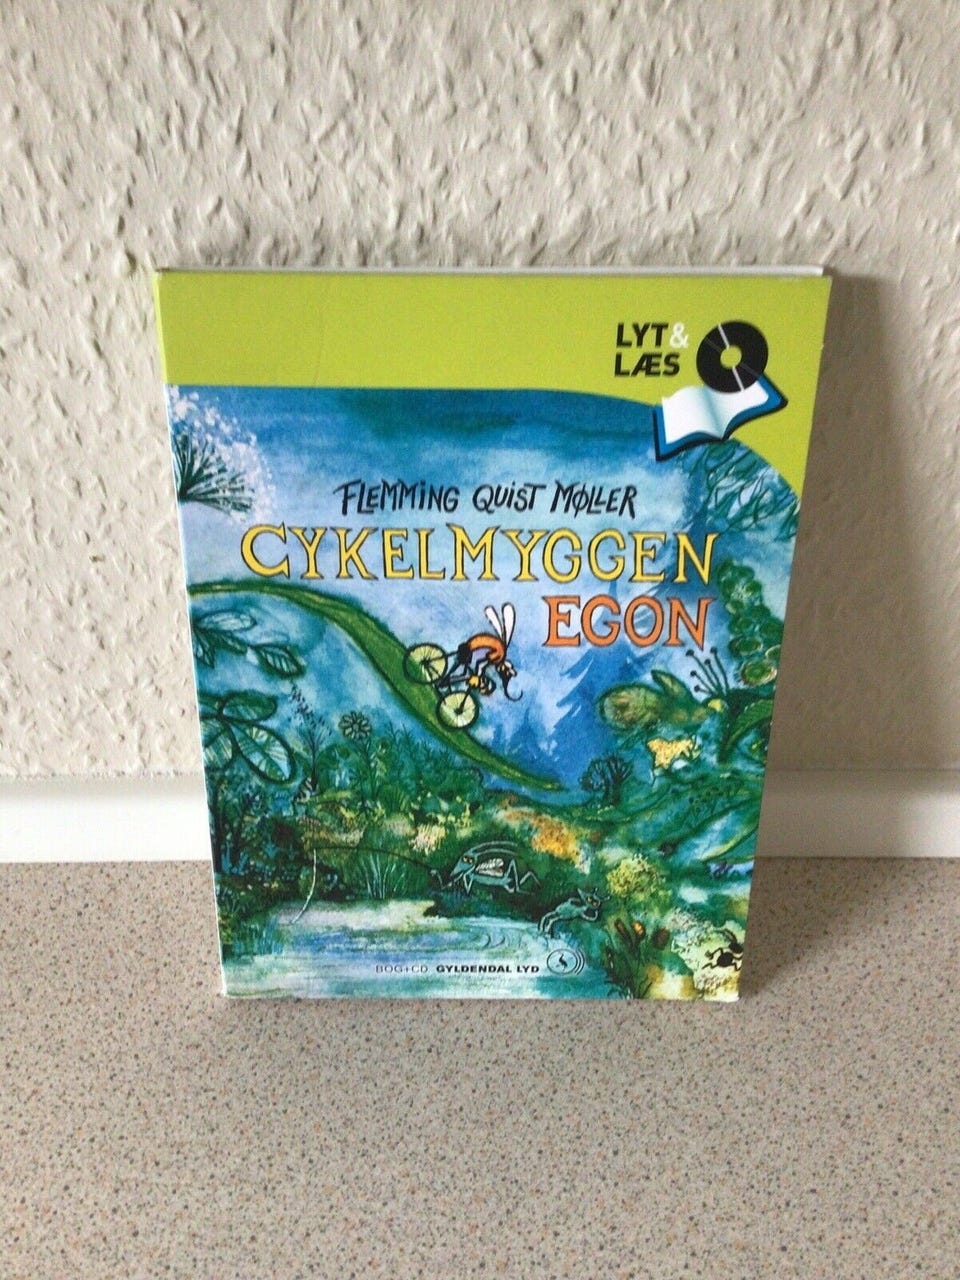 LYT&
LÆS
FLEMMING QUIST MØLLER
CYKELMYGGEN
EGON
BOG+CD GYLDENDAL LYD